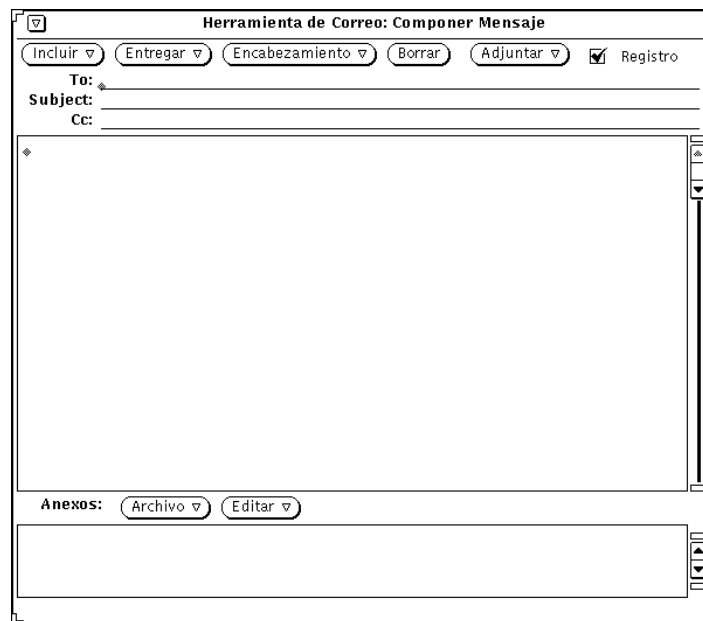 Herramienta de Correo: Componer Mensaje
Incluir Entregar Encabezamiento Borrar Adjuntar Registro
To:
Subject:
Cc:
Anexos: Archivo Editar